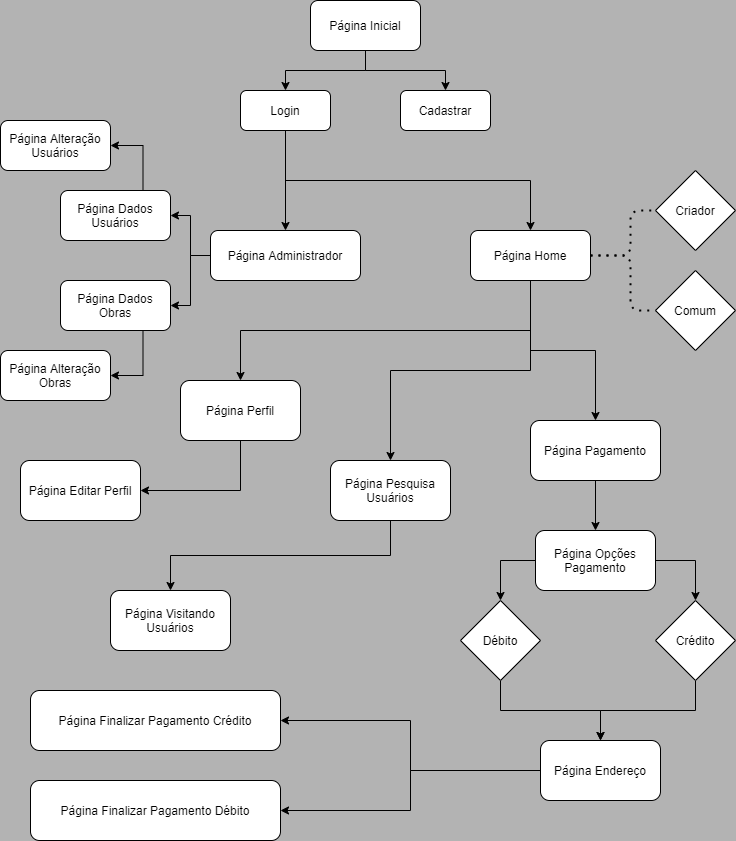 Página Inicial
Login
Cadastrar
Página Alteração
Usuários
Página Dados
Usuários
Criador
Página Administrador
Página Home
Página Dados
Obras
Comum
Página Alteração
Obras
Página Perfil
Página Pagamento
Página Editar Perfil
Página Pesquisa
Usuários
Página Opções
Pagamento
Página Visitando
Usuários
Débito
Crédito
Página Finalizar Pagamento Crédito
Página Endereço
Página Finalizar Pagamento Débito